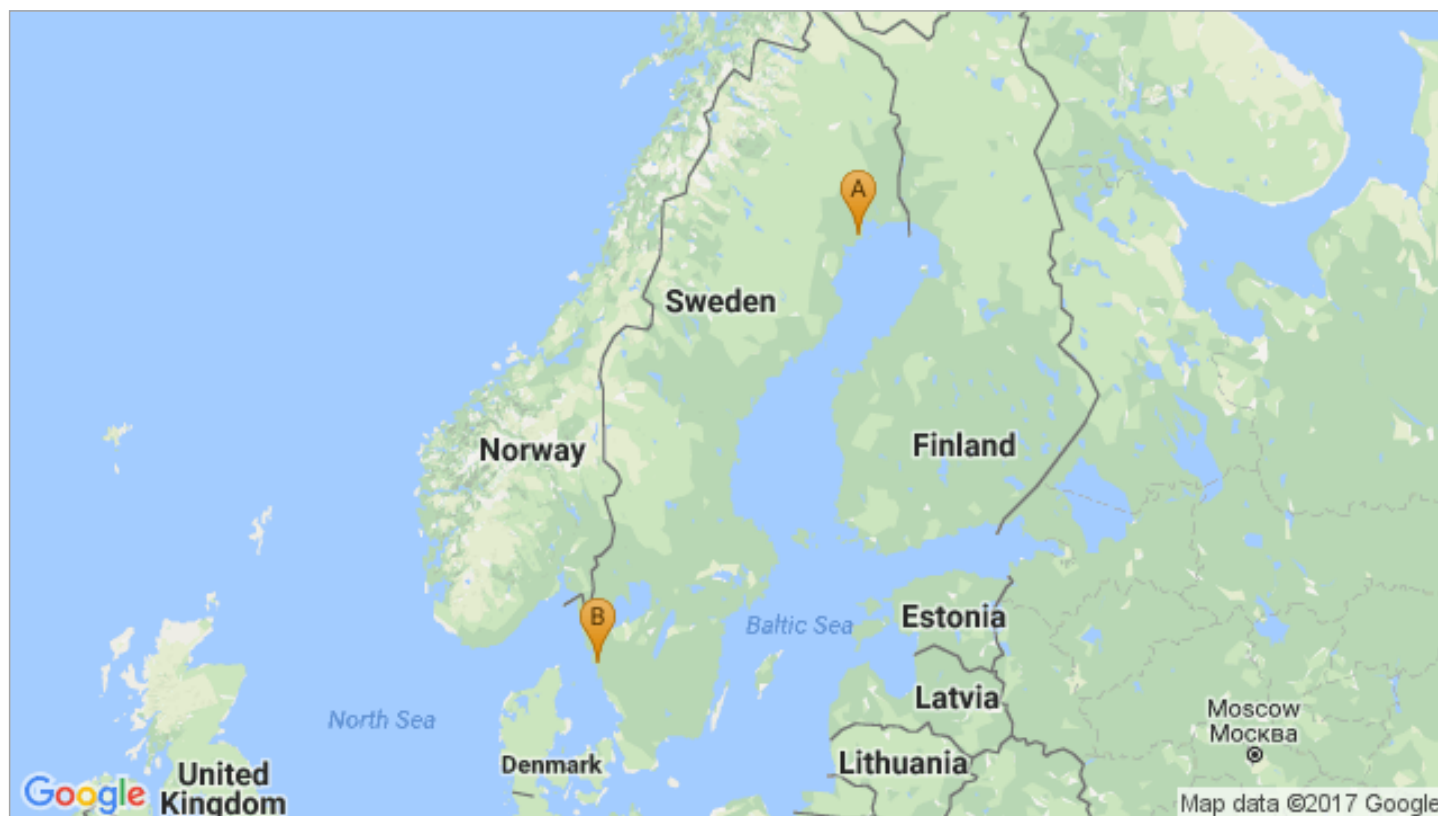 A
Sweden
Norway
Finland
B
Baltic Sea
Estonia
Latvia
North Sea
Moscow
Москва
Denmark
Lithuania
United
Kingdom
Google
Map data ©2017 Google